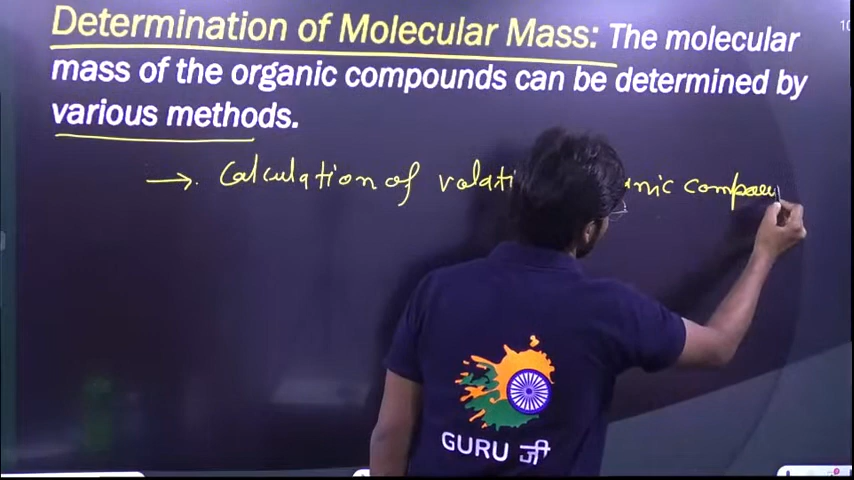 Determination of Molecular Mass: The molecular
mass of the organic compounds can be determined by
various methods.
→. Calculation of volati anic compou
GURU जी
10